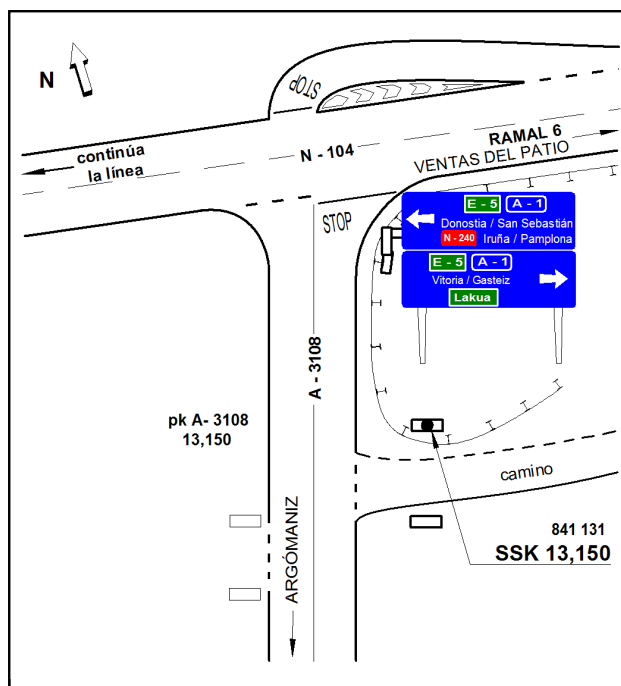 N
STOP
continúa
la línea
N - 104
RAMAL 6
VENTAS DEL PATIO
STOP
E - 5 A - 1
Donostia / San Sebastián
N - 240 Iruña / Pamplona
E - 5 A - 1
Vitoria / Gasteiz
Lakua
A - 3108
pk A- 3108
13,150
camino
ARGÓMANIZ
841 131
SSK 13,150